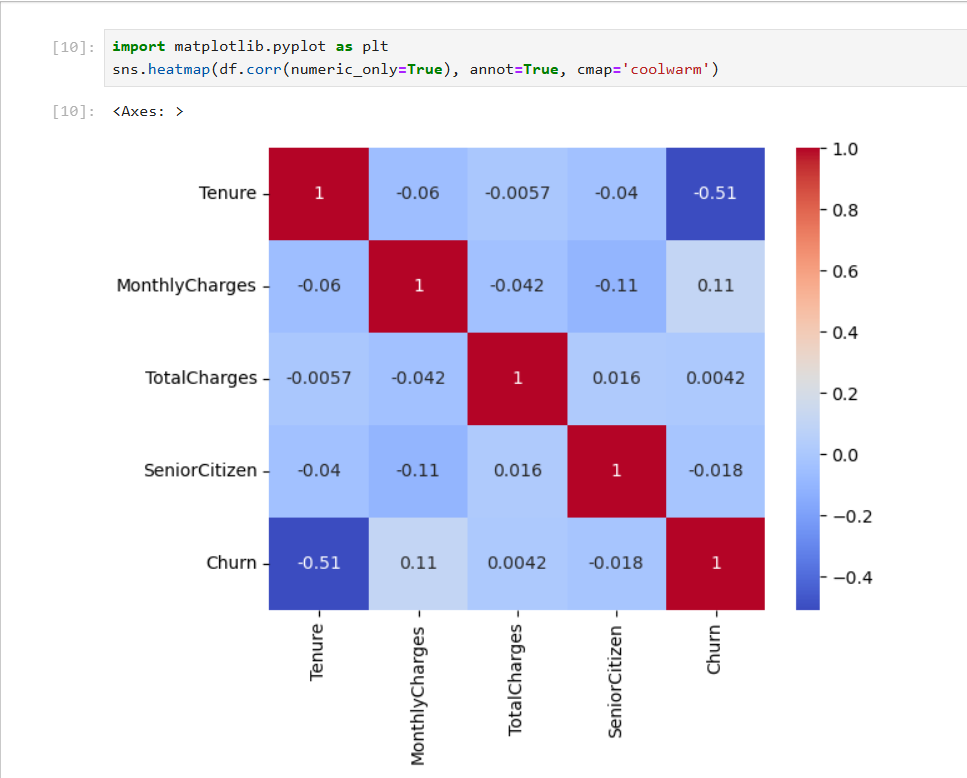 [10]: import matplotlib.pyplot as plt
sns.heatmap(df.corr(numeric_only=True), annot=True, cmap='coolwarm')
[10]: <Axes: >
Tenure 1 -0.06 -0.0057 -0.04 -0.51
MonthlyCharges -0.06 1 -0.042 -0.11 0.11
TotalCharges -0.0057 -0.042 1 0.016 0.0042
SeniorCitizen -0.04 -0.11 0.016 1 -0.018
Churn -0.51 0.11 0.0042 -0.018 1
Tenure
MonthlyCharges
TotalCharges
SeniorCitizen
Churn
1.0
0.8
0.6
0.4
0.2
0.0
−0.2
−0.4